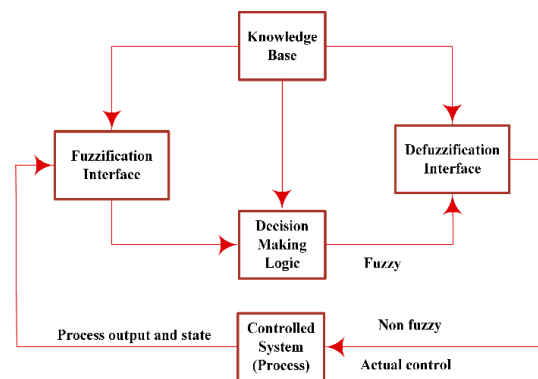 Knowledge
Base
Fuzzification
Interface
Defuzzification
Interface
Decision
Making
Logic
Fuzzy
Process output and state
Controlled
System
(Process)
Non fuzzy
Actual control